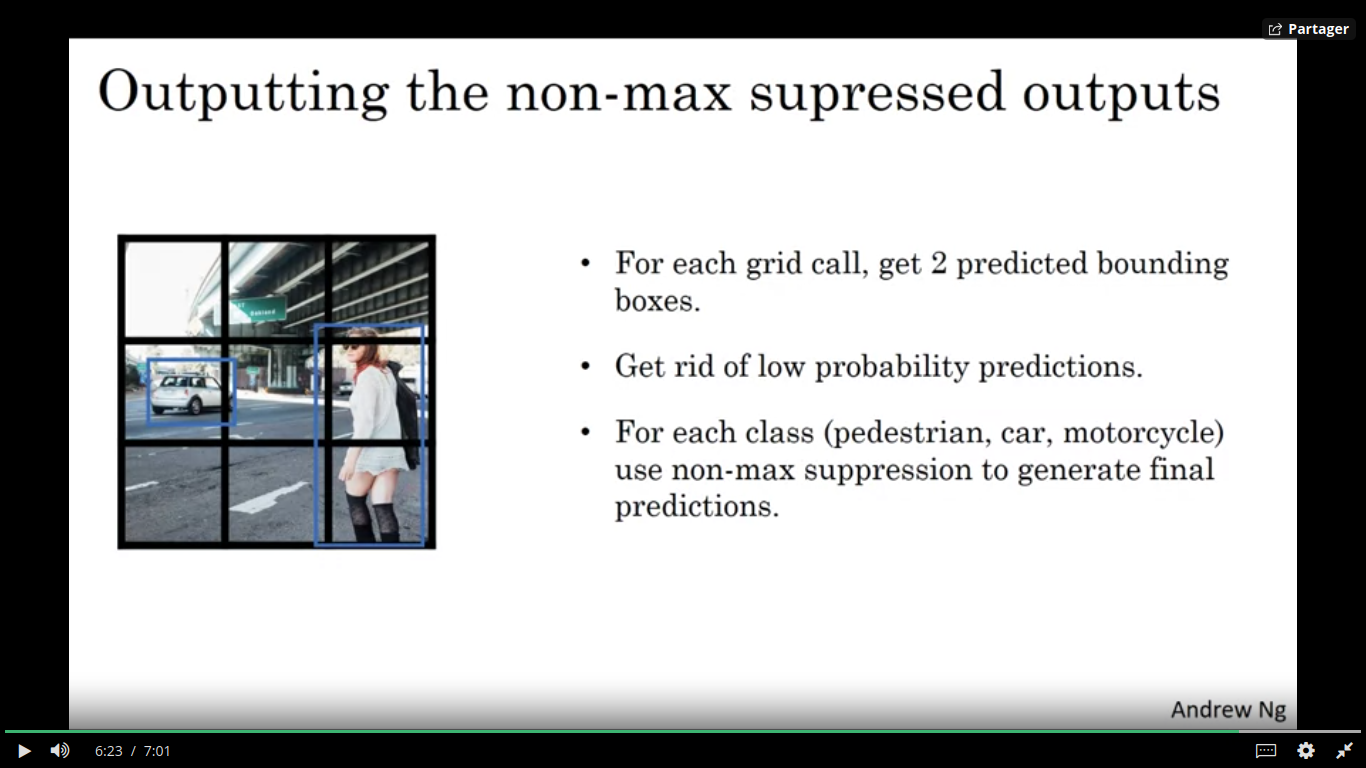 Partager
Outputting the non-max supressed outputs
• For each grid call, get 2 predicted bounding
boxes.
• Get rid of low probability predictions.
• For each class (pedestrian, car, motorcycle)
use non-max suppression to generate final
predictions.
Oakland
Andrew Ng
6:23 / 7:01